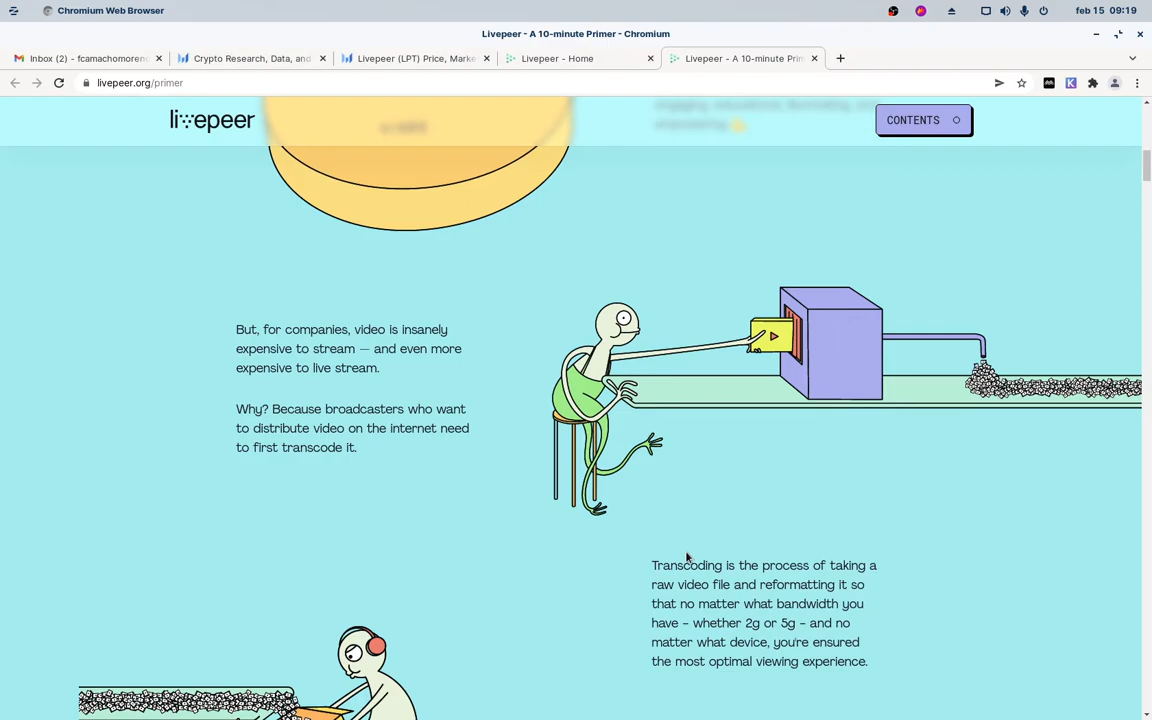 Chromium Web Browser
feb 15 09:19
Livepeer - A 10-minute Primer - Chromium
Inbox (2) - fcamachomoreno
Crypto Research, Data, and
Livepeer (LPT) Price, Marke
Livepeer - Home
Livepeer - A 10-minute Prim
livepeer.org/primer
livepeer
CONTENTS
But, for companies, video is insanely
expensive to stream — and even more
expensive to live stream.
Why? Because broadcasters who want
to distribute video on the internet need
to first transcode it.
Transcoding is the process of taking a
raw video file and reformatting it so
that no matter what bandwidth you
have – whether 2g or 5g – and no
matter what device, you're ensured
the most optimal viewing experience.